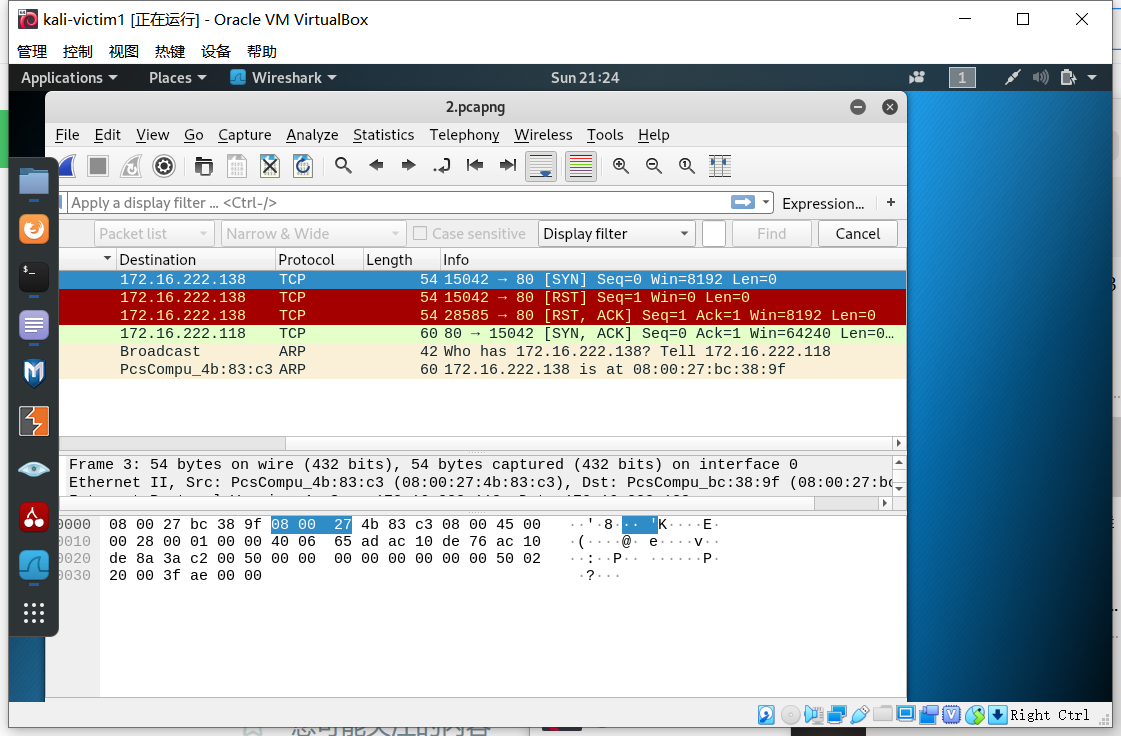 kali-victim1 [正在运行] - Oracle VM VirtualBox
管理 控制 视图 热键 设备 帮助
Applications Places Wireshark Sun 21:24 1
2.pcapng
File Edit View Go Capture Analyze Statistics Telephony Wireless Tools Help
Apply a display filter ... <Ctrl-/> Expression... +
Packet list Narrow & Wide Case sensitive Display filter Find Cancel
Destination Protocol Length Info
172.16.222.138 TCP 54 15042 → 80 [SYN] Seq=0 Win=8192 Len=0
172.16.222.138 TCP 54 15042 → 80 [RST] Seq=1 Win=0 Len=0
172.16.222.138 TCP 54 28585 → 80 [RST, ACK] Seq=1 Ack=1 Win=8192 Len=0
172.16.222.118 TCP 60 80 → 15042 [SYN, ACK] Seq=0 Ack=1 Win=64240 Len=0…
Broadcast ARP 42 Who has 172.16.222.138? Tell 172.16.222.118
PcsCompu_4b:83:c3 ARP 60 172.16.222.138 is at 08:00:27:bc:38:9f
Frame 3: 54 bytes on wire (432 bits), 54 bytes captured (432 bits) on interface 0
Ethernet II, Src: PcsCompu_4b:83:c3 (08:00:27:4b:83:c3), Dst: PcsCompu_bc:38:9f (08:00:27:bc
0000 08 00 27 bc 38 9f 08 00 27 4b 83 c3 08 00 45 00 ··'·8··· 'K····E·
0010 00 28 00 01 00 00 40 06 65 ad ac 10 de 76 ac 10 ·(····@· e····v··
0020 de 8a 3a c2 00 50 00 00 00 00 00 00 00 00 50 02 ··:··P·· ······P·
0030 20 00 3f ae 00 00 ·?···
Right Ctrl